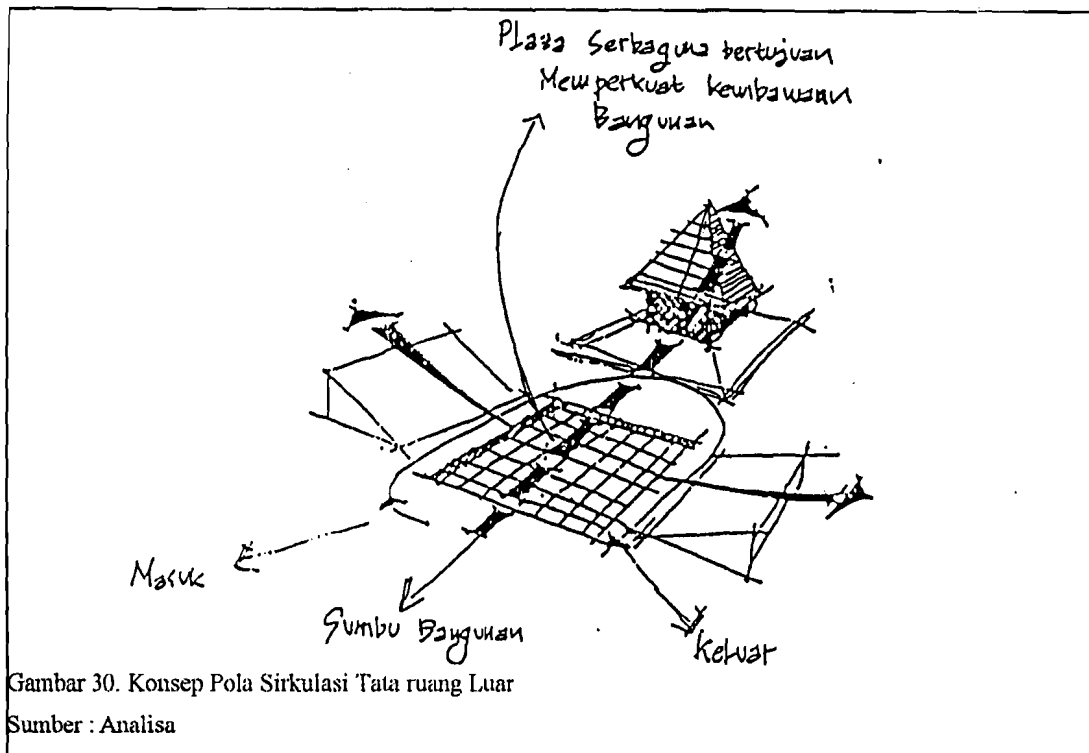 Plaza Serbaguna bertujuan
Memperkuat kewibawaan
Bangunan
Masuk
Sumbu Bangunan
Keluar
Gambar 30. Konsep Pola Sirkulasi Tata ruang Luar
Sumber : Analisa